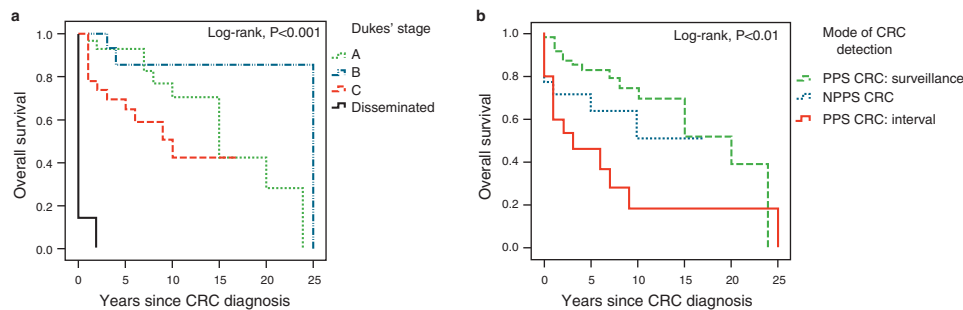 a
Log-rank, P<0.001
Dukes' stage
A
B
C
Disseminated
Overall survival
1.0
0.8
0.6
0.4
0.2
0.0
0 5 10 15 20 25
Years since CRC diagnosis
b
Log-rank, P<0.01
Mode of CRC
detection
PPS CRC: surveillance
NPPS CRC
PPS CRC: interval
Overall survival
1.0
0.8
0.6
0.4
0.2
0.0
0 5 10 15 20 25
Years since CRC diagnosis